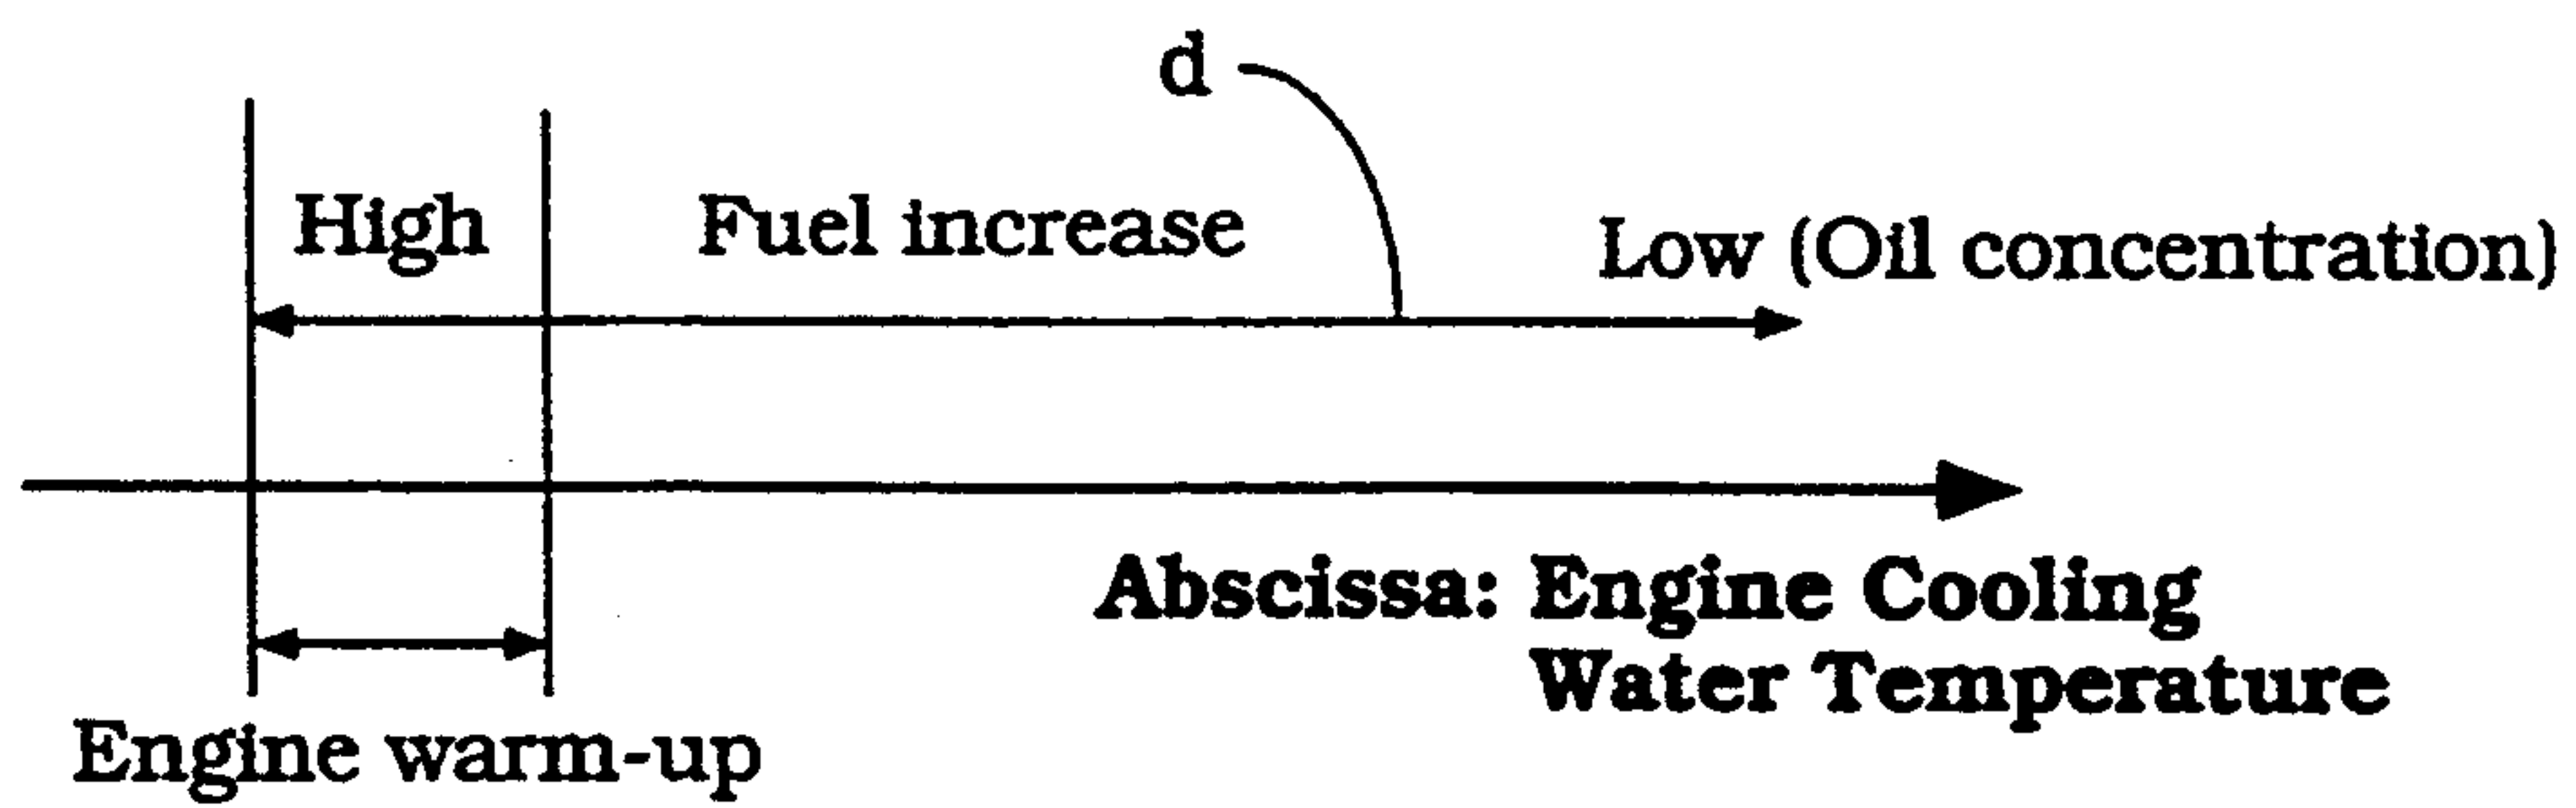 d
High
Fuel increase
Low (Oil concentration)
Abscissa: Engine Cooling
Water Temperature
Engine warm-up